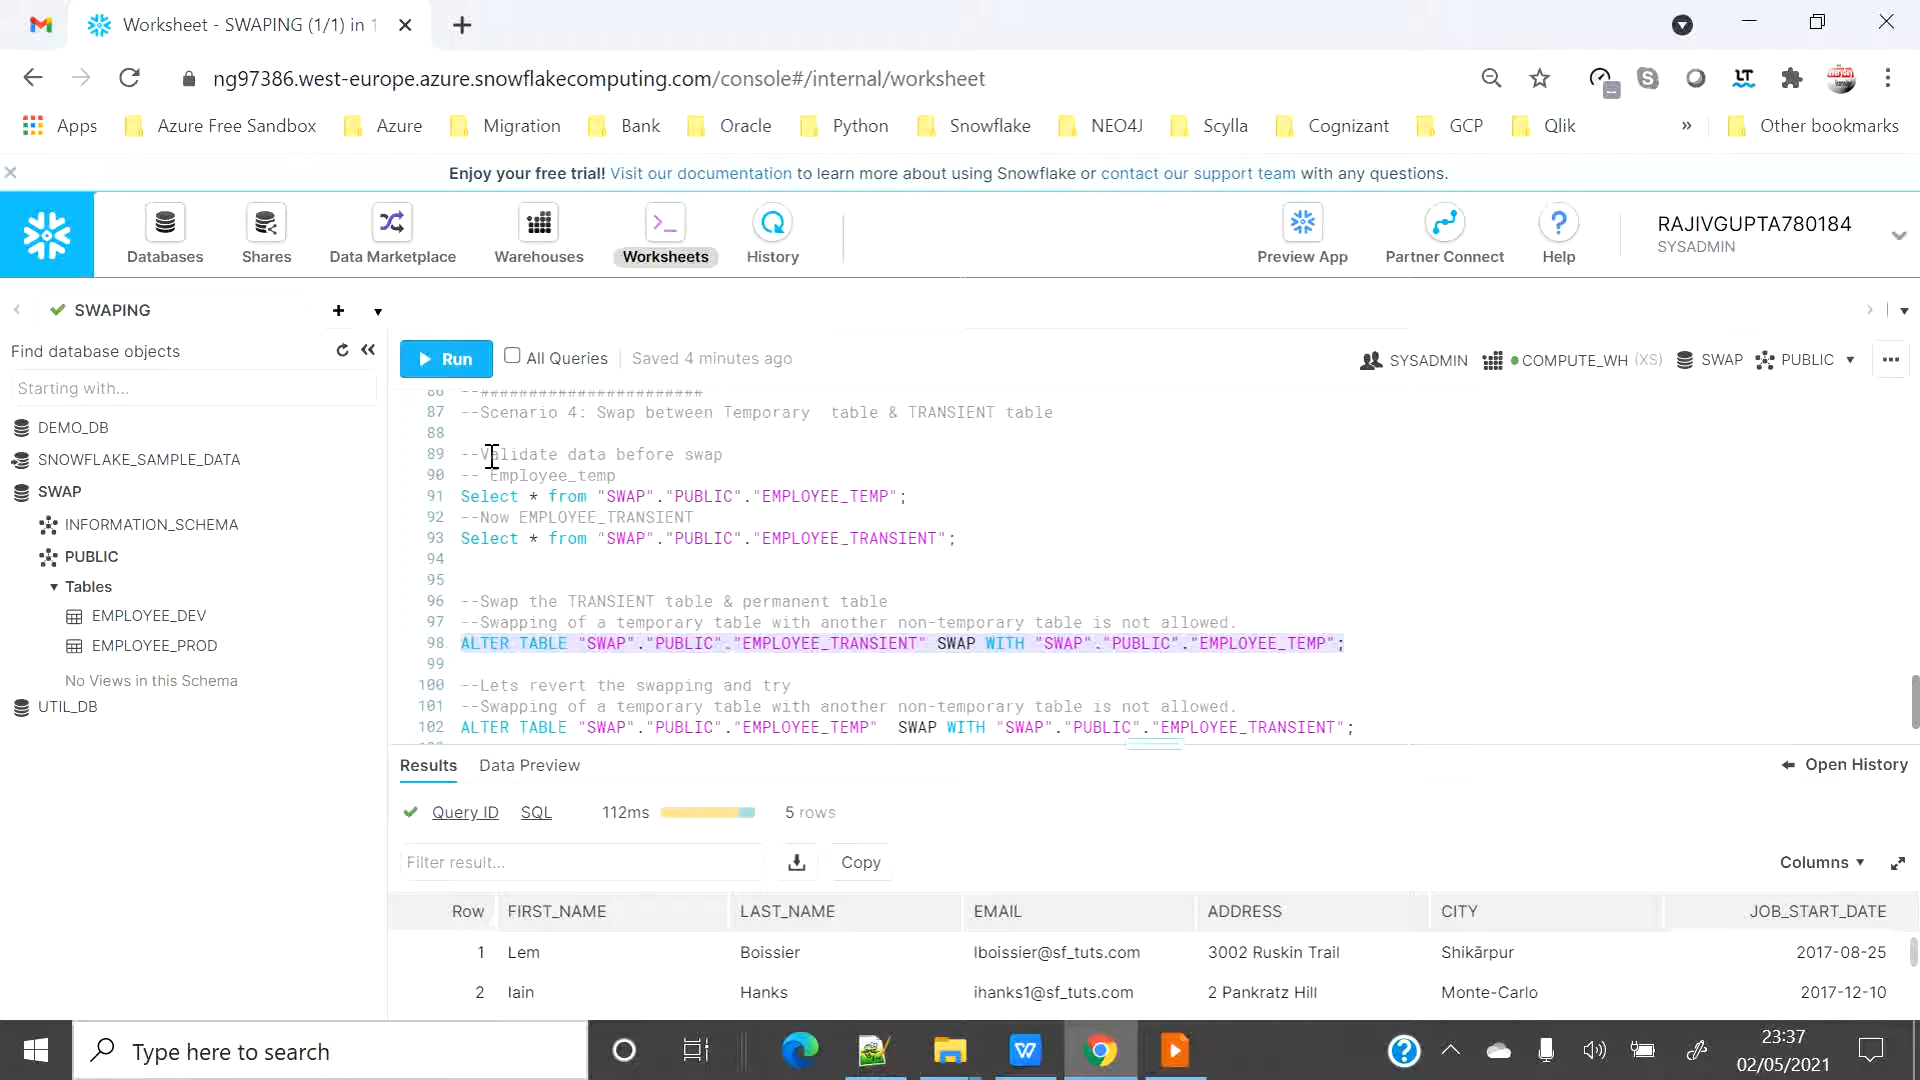 Worksheet - SWAPING (1/1) in 1
ng97386.west-europe.azure.snowflakecomputing.com/console#/internal/worksheet
Apps Azure Free Sandbox Azure Migration Bank Oracle Python Snowflake NEO4J Scylla Cognizant GCP Qlik » Other bookmarks
Enjoy your free trial! Visit our documentation to learn more about using Snowflake or contact our support team with any questions.
Databases Shares Data Marketplace Warehouses Worksheets History Preview App Partner Connect Help
RAJIVGUPTA780184
SYSADMIN
SWAPING
Find database objects
Starting with...
DEMO_DB
SNOWFLAKE_SAMPLE_DATA
SWAP
INFORMATION_SCHEMA
PUBLIC
Tables
EMPLOYEE_DEV
EMPLOYEE_PROD
No Views in this Schema
UTIL_DB
Run All Queries Saved 4 minutes ago SYSADMIN COMPUTE_WH (XS) SWAP PUBLIC
86 --#######################
87 --Scenario 4: Swap between Temporary  table & TRANSIENT table
88
89 --Validate data before swap
90 -- Employee_temp
91 Select * from "SWAP"."PUBLIC"."EMPLOYEE_TEMP";
92 --Now EMPLOYEE_TRANSIENT
93 Select * from "SWAP"."PUBLIC"."EMPLOYEE_TRANSIENT";
94
95
96 --Swap the TRANSIENT table & permanent table
97 --Swapping of a temporary table with another non-temporary table is not allowed.
98 ALTER TABLE "SWAP"."PUBLIC"."EMPLOYEE_TRANSIENT" SWAP WITH "SWAP"."PUBLIC"."EMPLOYEE_TEMP";
99
100 --Lets revert the swapping and try
101 --Swapping of a temporary table with another non-temporary table is not allowed.
102 ALTER TABLE "SWAP"."PUBLIC"."EMPLOYEE_TEMP"  SWAP WITH "SWAP"."PUBLIC"."EMPLOYEE_TRANSIENT";
Results Data Preview Open History
Query ID SQL 112ms 5 rows
Filter result... Copy Columns
Row FIRST_NAME LAST_NAME EMAIL ADDRESS CITY JOB_START_DATE
1 Lem Boissier lboissier@sf_tuts.com 3002 Ruskin Trail Shikārpur 2017-08-25
2 Iain Hanks ihanks1@sf_tuts.com 2 Pankratz Hill Monte-Carlo 2017-12-10
Type here to search
23:37
02/05/2021